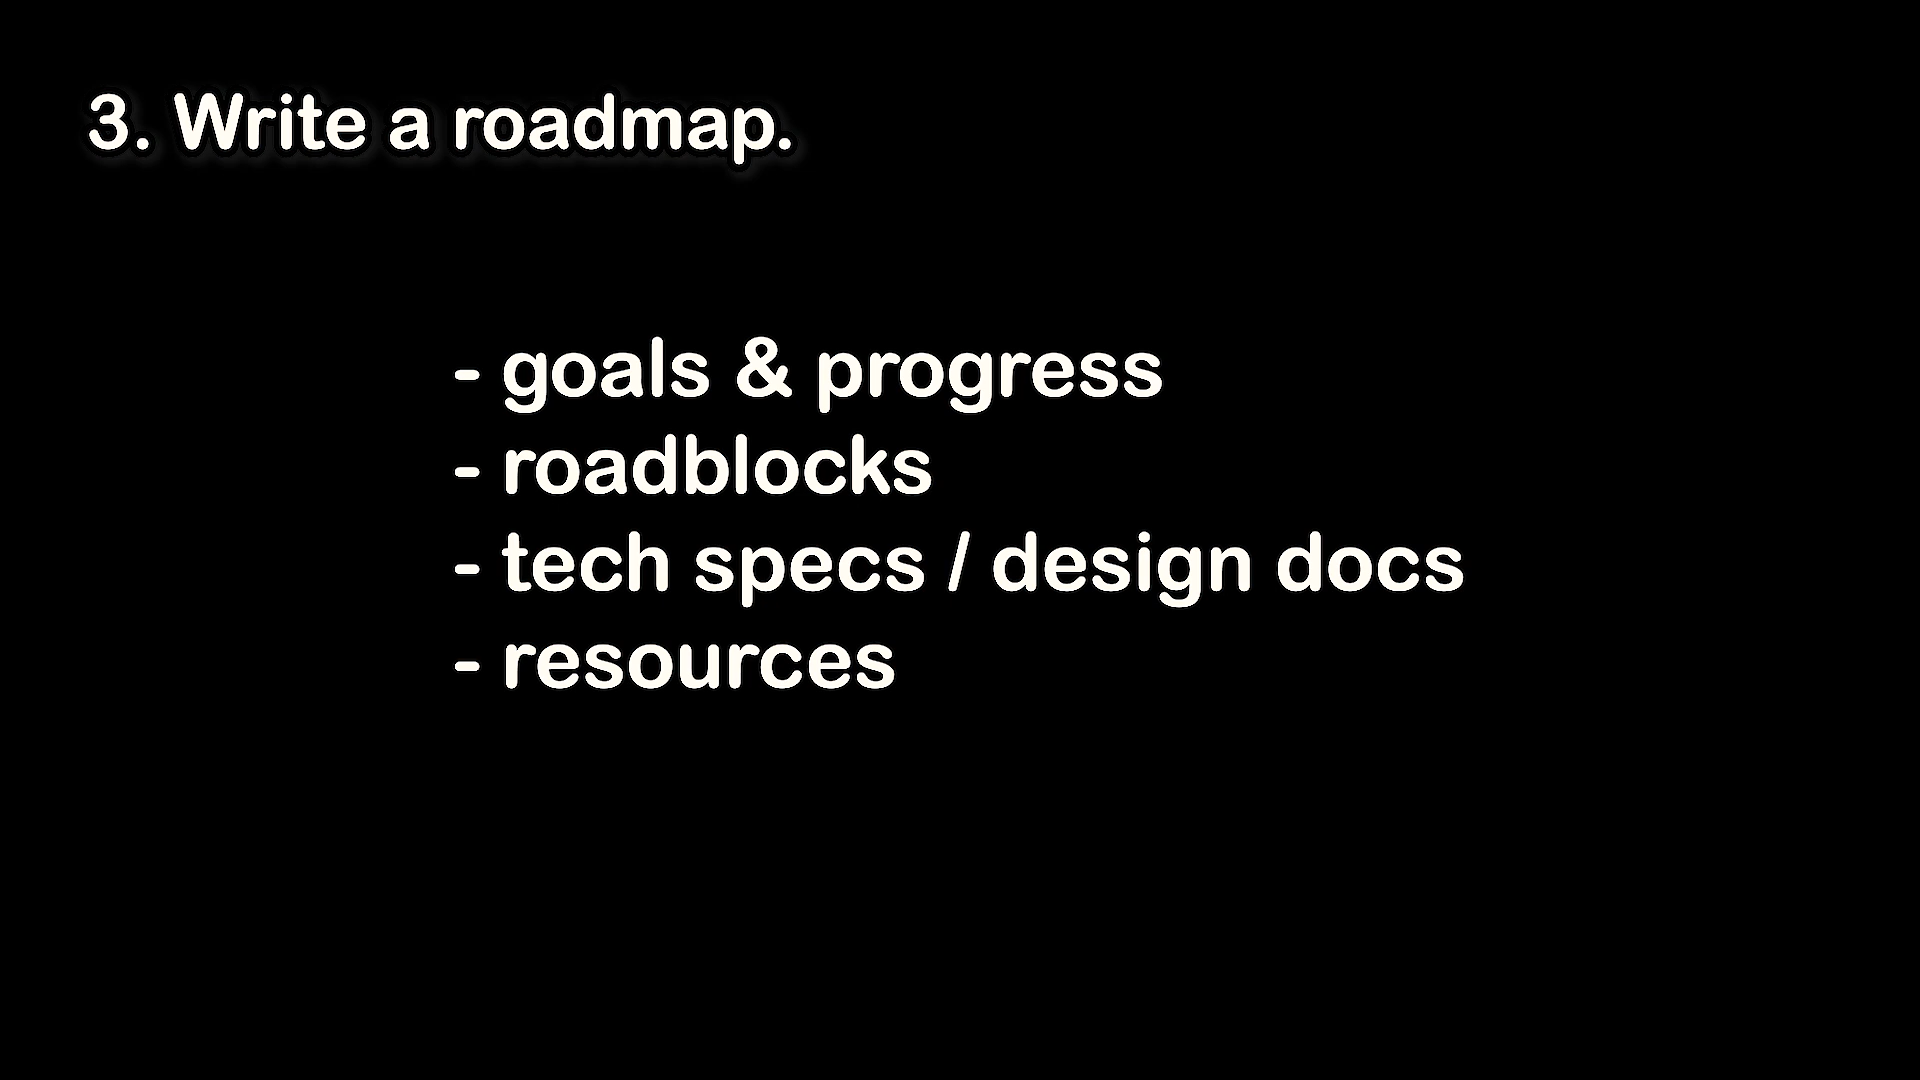 3. Write a roadmap.
- goals & progress
- roadblocks
- tech specs / design docs
- resources